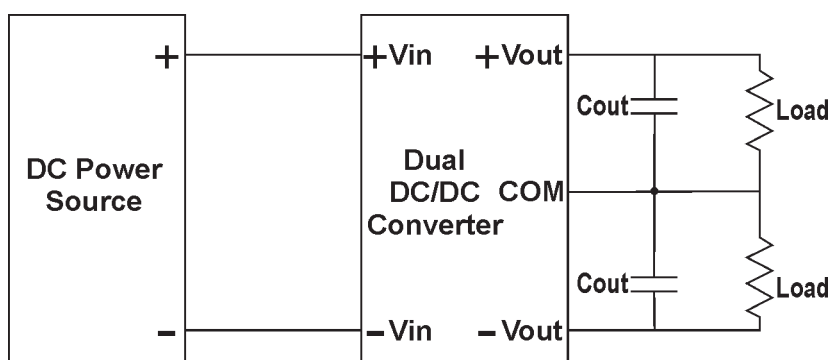 + +Vin +Vout
Cout Load
DC Power
Source
Dual
DC/DC COM
Converter
Cout Load
- -Vin -Vout